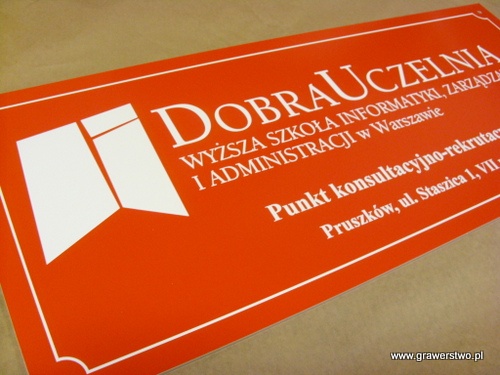 DOBRAUCZELNIA
WYŻSZA SZKOŁA INFORMATYKI, ZARZĄDZA
I ADMINISTRACJI w Warszawie
Punkt konsultacyjno-rekrutac
Pruszków, ul. Staszica 1, VII
www.grawerstwo.pl